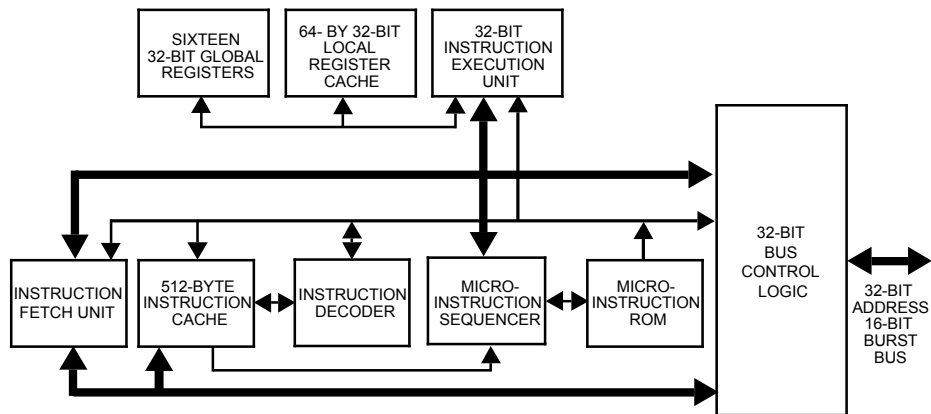 SIXTEEN
32-BIT GLOBAL
REGISTERS
64- BY 32-BIT
LOCAL
REGISTER
CACHE
32-BIT
INSTRUCTION
EXECUTION
UNIT
INSTRUCTION
FETCH UNIT
512-BYTE
INSTRUCTION
CACHE
INSTRUCTION
DECODER
MICRO-
INSTRUCTION
SEQUENCER
MICRO-
INSTRUCTION
ROM
32-BIT
BUS
CONTROL
LOGIC
32-BIT
ADDRESS
16-BIT
BURST
BUS